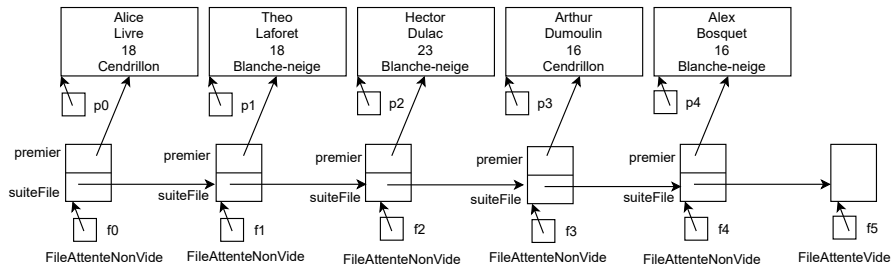 Alice
Livre
18
Cendrillon
Theo
Laforet
18
Blanche-neige
Hector
Dulac
23
Blanche-neige
Arthur
Dumoulin
16
Cendrillon
Alex
Bosquet
16
Blanche-neige
p0
p1
p2
p3
p4
premier
premier
premier
premier
premier
suiteFile
suiteFile
suiteFile
suiteFile
suiteFile
f0
f1
f2
f3
f4
f5
FileAttenteNonVide
FileAttenteNonVide
FileAttenteNonVide
FileAttenteNonVide
FileAttenteNonVide
FileAttenteVide